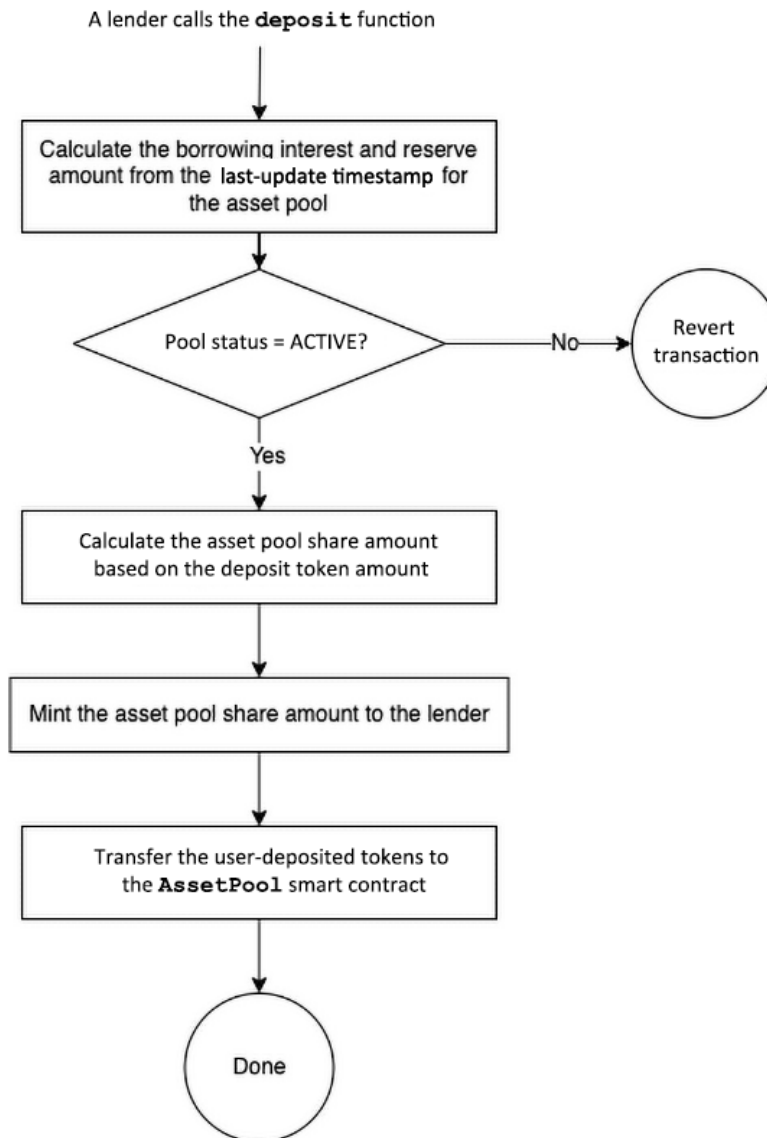 A lender calls the deposit function
Calculate the borrowing interest and reserve
amount from the last-update timestamp for
the asset pool
Pool status = ACTIVE?
No
Revert
transaction
Yes
Calculate the asset pool share amount
based on the deposit token amount
Mint the asset pool share amount to the lender
Transfer the user-deposited tokens to
the AssetPool smart contract
Done